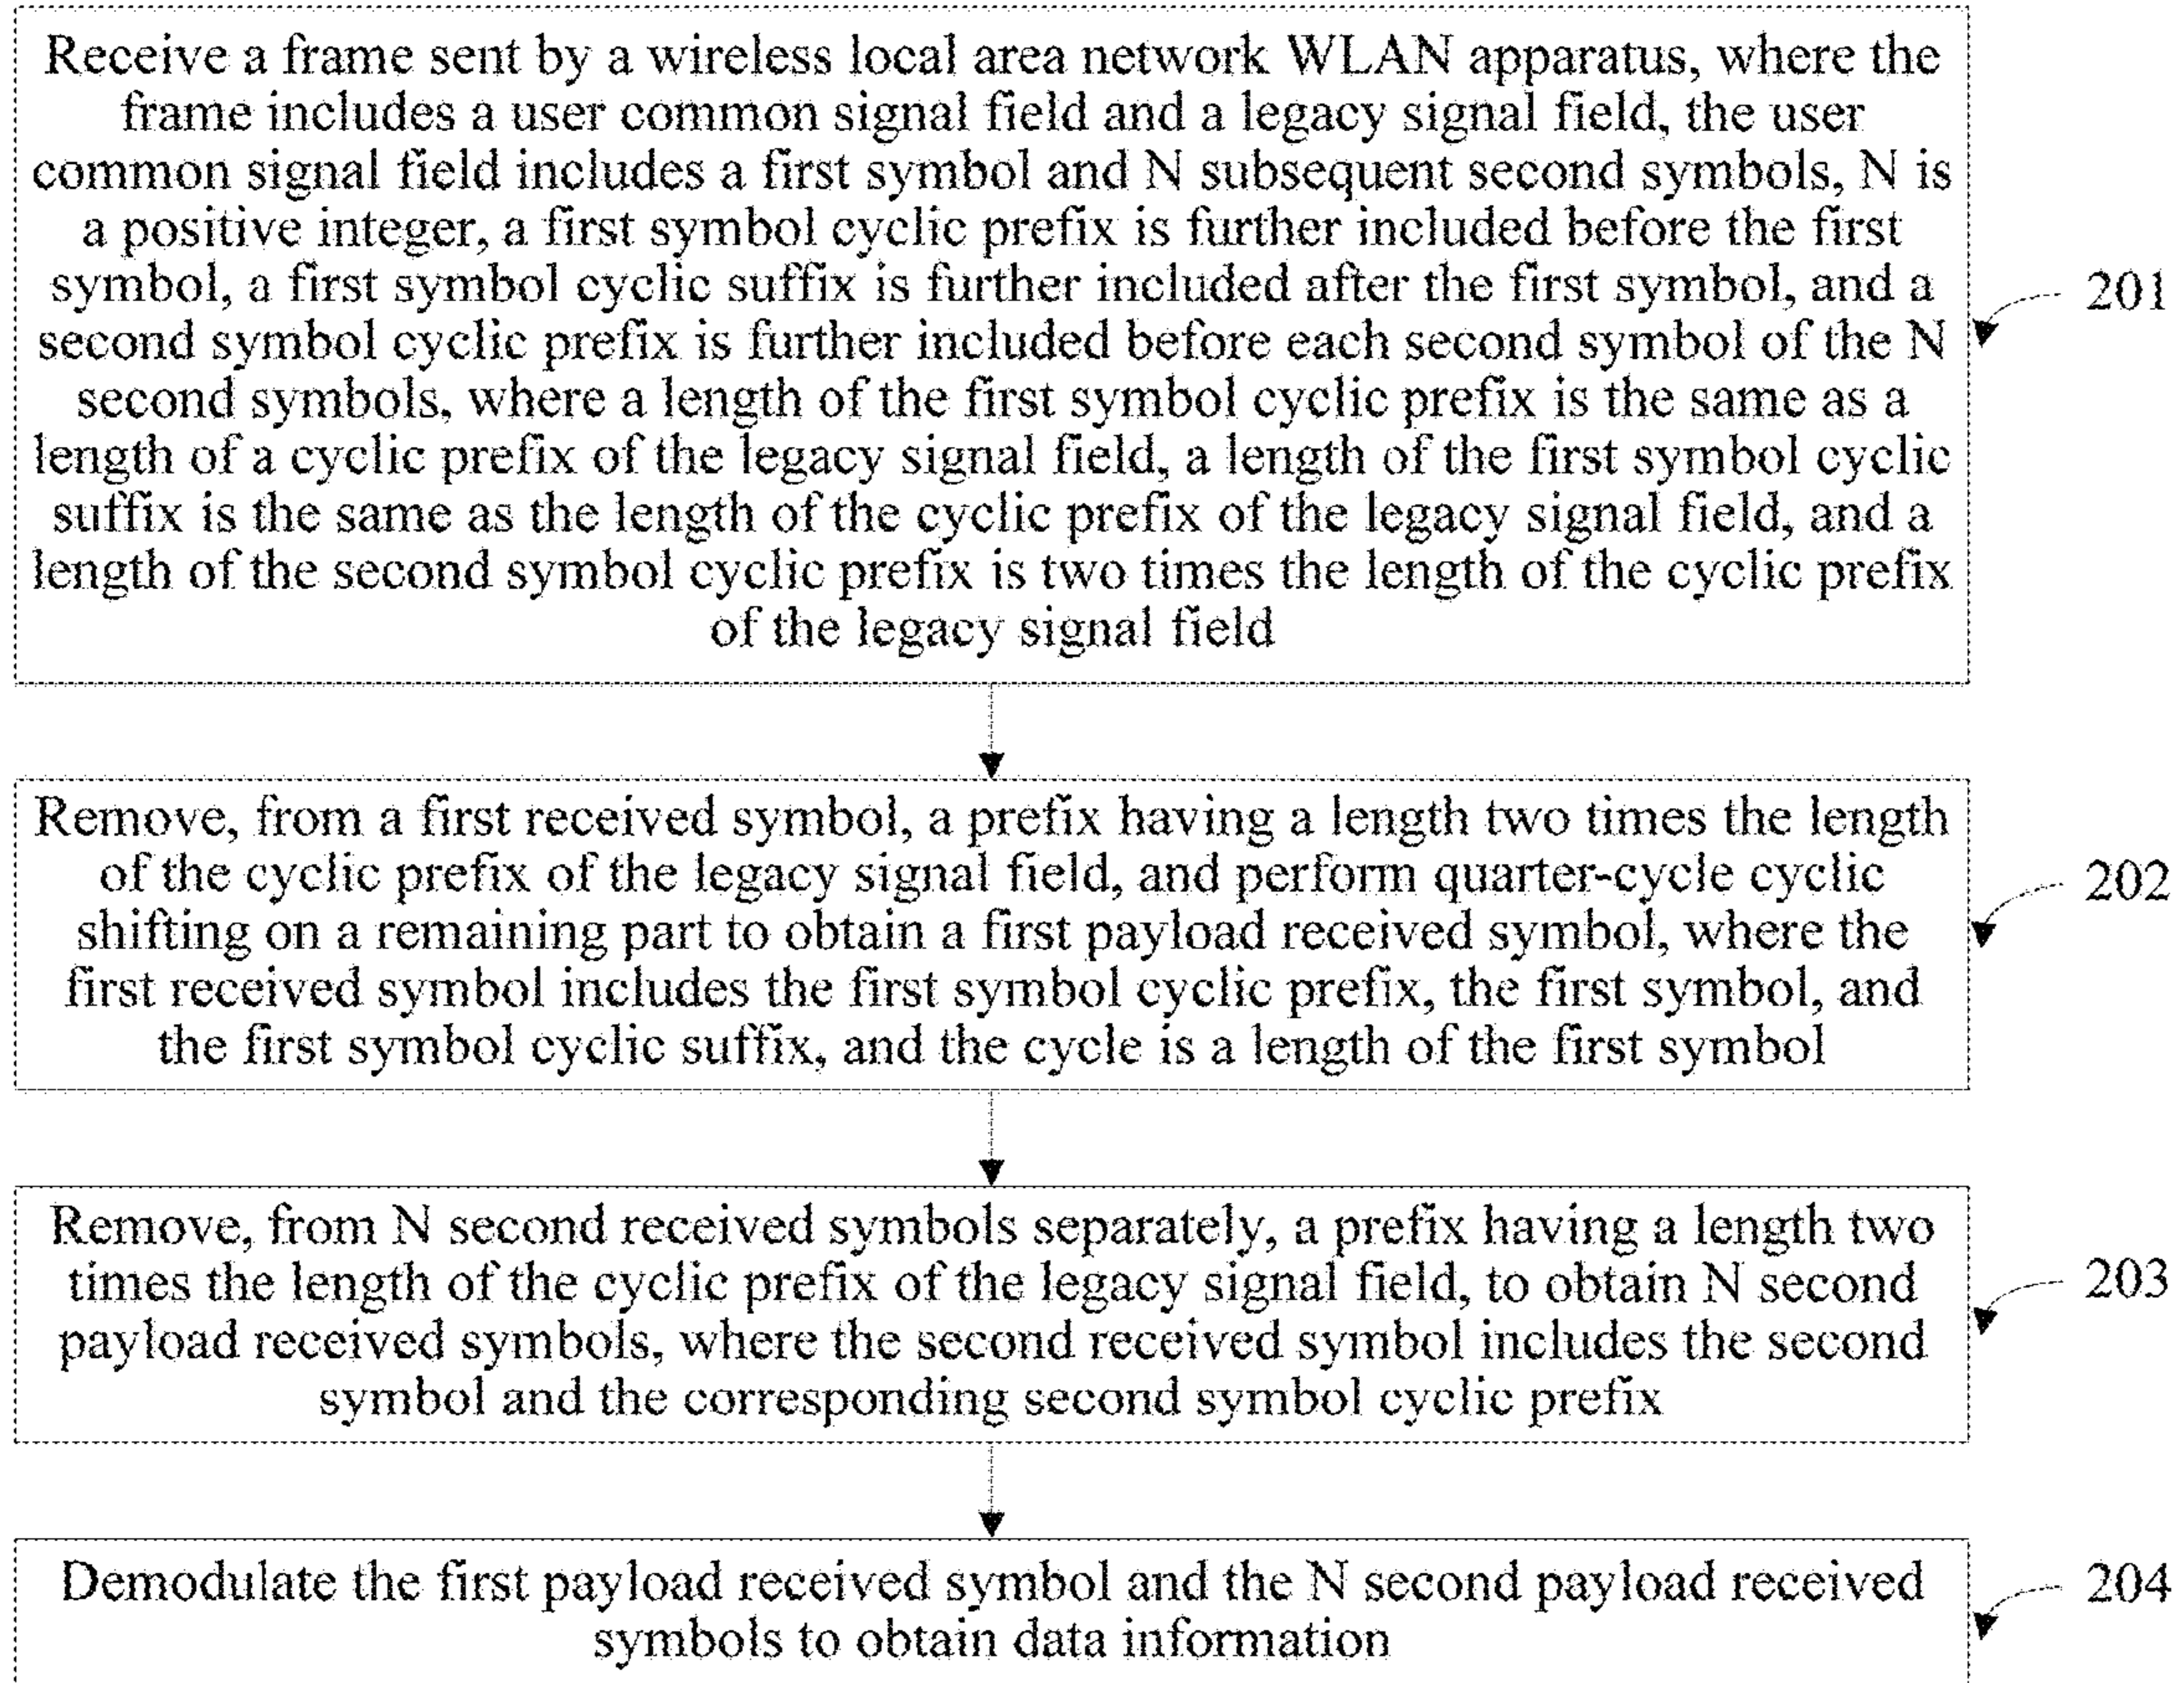 Receive a frame sent by a wireless local area network WLAN apparatus, where the
frame includes a user common signal field and a legacy signal field, the user
common signal field includes a first symbol and N subsequent second symbols, N is
a positive integer, a first symbol cyclic prefix is further included before the first
symbol, a first symbol cyclic suffix is further included after the first symbol, and a
second symbol cyclic prefix is further included before each second symbol of the N
second symbols, where a length of the first symbol cyclic prefix is the same as a
length of a cyclic prefix of the legacy signal field, a length of the first symbol cyclic
suffix is the same as the length of the cyclic prefix of the legacy signal field, and a
length of the second symbol cyclic prefix is two times the length of the cyclic prefix
of the legacy signal field
201
Remove, from a first received symbol, a prefix having a length two times the length
of the cyclic prefix of the legacy signal field, and perform quarter-cycle cyclic
shifting on a remaining part to obtain a first payload received symbol, where the
first received symbol includes the first symbol cyclic prefix, the first symbol, and
the first symbol cyclic suffix, and the cycle is a length of the first symbol
202
Remove, from N second received symbols separately, a prefix having a length two
times the length of the cyclic prefix of the legacy signal field, to obtain N second
payload received symbols, where the second received symbol includes the second
symbol and the corresponding second symbol cyclic prefix
203
Demodulate the first payload received symbol and the N second payload received
symbols to obtain data information
204